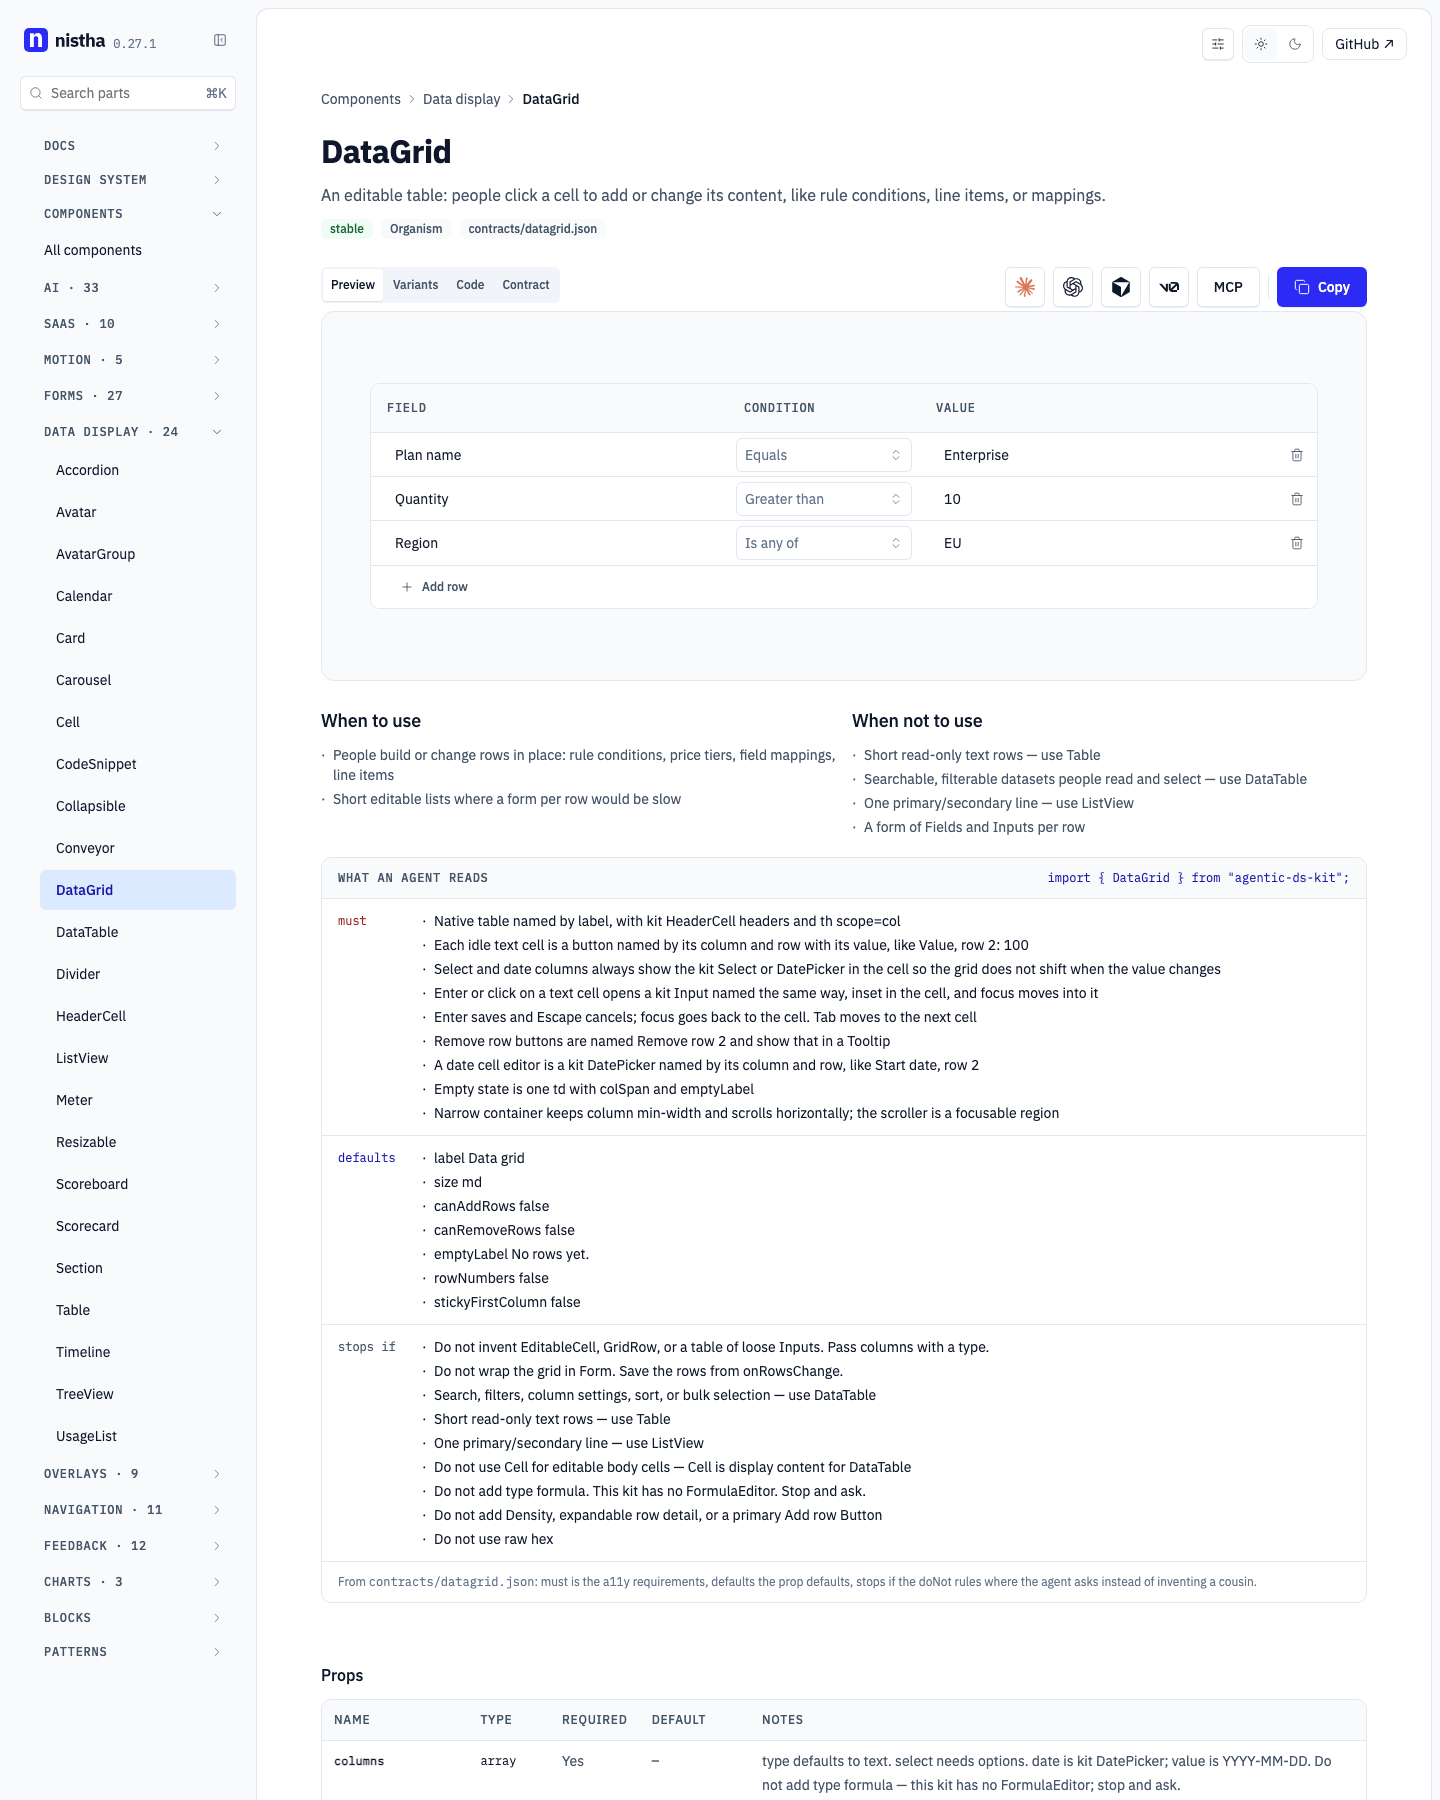 nistha 0.27.1
Search parts ⌘K
DOCS
DESIGN SYSTEM
COMPONENTS
All components
AI · 33
SAAS · 10
MOTION · 5
FORMS · 27
DATA DISPLAY · 24
Accordion
Avatar
AvatarGroup
Calendar
Card
Carousel
Cell
CodeSnippet
Collapsible
Conveyor
DataGrid
DataTable
Divider
HeaderCell
ListView
Meter
Resizable
Scoreboard
Scorecard
Section
Table
Timeline
TreeView
UsageList
OVERLAYS · 9
NAVIGATION · 11
FEEDBACK · 12
CHARTS · 3
BLOCKS
PATTERNS
GitHub ↗
Components > Data display > DataGrid
DataGrid
An editable table: people click a cell to add or change its content, like rule conditions, line items, or mappings.
stable Organism contracts/datagrid.json
Preview Variants Code Contract
v0 MCP Copy
FIELD CONDITION VALUE
Plan name Equals Enterprise
Quantity Greater than 10
Region Is any of EU
+ Add row
When to use
· People build or change rows in place: rule conditions, price tiers, field mappings,
line items
· Short editable lists where a form per row would be slow
When not to use
· Short read-only text rows — use Table
· Searchable, filterable datasets people read and select — use DataTable
· One primary/secondary line — use ListView
· A form of Fields and Inputs per row
WHAT AN AGENT READS import { DataGrid } from "agentic-ds-kit";
must
· Native table named by label, with kit HeaderCell headers and th scope=col
· Each idle text cell is a button named by its column and row with its value, like Value, row 2: 100
· Select and date columns always show the kit Select or DatePicker in the cell so the grid does not shift when the value changes
· Enter or click on a text cell opens a kit Input named the same way, inset in the cell, and focus moves into it
· Enter saves and Escape cancels; focus goes back to the cell. Tab moves to the next cell
· Remove row buttons are named Remove row 2 and show that in a Tooltip
· A date cell editor is a kit DatePicker named by its column and row, like Start date, row 2
· Empty state is one td with colSpan and emptyLabel
· Narrow container keeps column min-width and scrolls horizontally; the scroller is a focusable region
defaults
· label Data grid
· size md
· canAddRows false
· canRemoveRows false
· emptyLabel No rows yet.
· rowNumbers false
· stickyFirstColumn false
stops if
· Do not invent EditableCell, GridRow, or a table of loose Inputs. Pass columns with a type.
· Do not wrap the grid in Form. Save the rows from onRowsChange.
· Search, filters, column settings, sort, or bulk selection — use DataTable
· Short read-only text rows — use Table
· One primary/secondary line — use ListView
· Do not use Cell for editable body cells — Cell is display content for DataTable
· Do not add type formula. This kit has no FormulaEditor. Stop and ask.
· Do not add Density, expandable row detail, or a primary Add row Button
· Do not use raw hex
From contracts/datagrid.json: must is the a11y requirements, defaults the prop defaults, stops if the doNot rules where the agent asks instead of inventing a cousin.
Props
NAME TYPE REQUIRED DEFAULT NOTES
columns array Yes — type defaults to text. select needs options. date is kit DatePicker; value is YYYY-MM-DD. Do
not add type formula — this kit has no FormulaEditor; stop and ask.